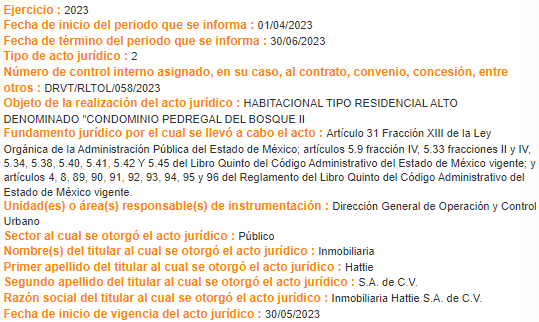 Ejercicio : 2023
Fecha de inicio del periodo que se informa : 01/04/2023
Fecha de término del periodo que se informa : 30/06/2023
Tipo de acto jurídico : 2
Número de control interno asignado, en su caso, al contrato, convenio, concesión, entre
otros : DRVT/RLTOL/058/2023
Objeto de la realización del acto jurídico : HABITACIONAL TIPO RESIDENCIAL ALTO
DENOMINADO "CONDOMINIO PEDREGAL DEL BOSQUE II
Fundamento jurídico por el cual se llevó a cabo el acto : Artículo 31 Fracción XIII de la Ley
Orgánica de la Administración Pública del Estado de México; artículos 5.9 fracción IV, 5.33 fracciones II y IV,
5.34, 5.38, 5.40, 5.41, 5.42 Y 5.45 del Libro Quinto del Código Administrativo del Estado de México vigente; y
artículos 4, 8, 89, 90, 91, 92, 93, 94, 95 y 96 del Reglamento del Libro Quinto del Código Administrativo del
Estado de México vigente.
Unidad(es) o área(s) responsable(s) de instrumentación : Dirección General de Operación y Control
Urbano
Sector al cual se otorgó el acto jurídico : Público
Nombre(s) del titular al cual se otorgó el acto jurídico : Inmobiliaria
Primer apellido del titular al cual se otorgó el acto jurídico : Hattie
Segundo apellido del titular al cual se otorgó el acto jurídico : S.A. de C.V.
Razón social del titular al cual se otorgó el acto jurídico : Inmobiliaria Hattie S.A. de C.V.
Fecha de inicio de vigencia del acto jurídico : 30/05/2023